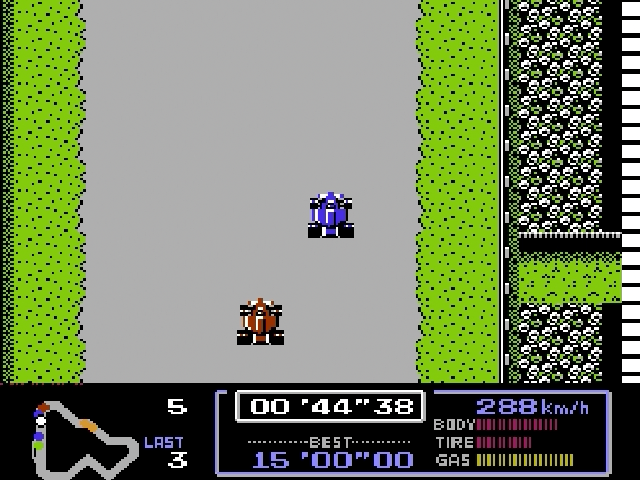 5
LAST
3
00'44"38
BEST
15'00"00
288km/h
BODY
TIRE
GAS